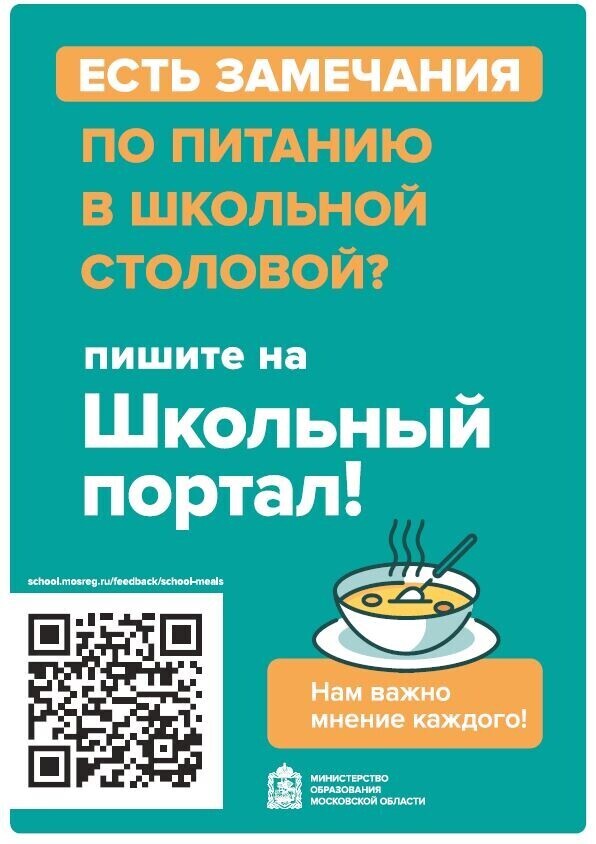 ЕСТЬ ЗАМЕЧАНИЯ
ПО ПИТАНИЮ
В ШКОЛЬНОЙ
СТОЛОВОЙ?
пишите на
Школьный
портал!
school.mosreg.ru/feedback/school-meals
Нам важно
мнение каждого!
МИНИСТЕРСТВО
ОБРАЗОВАНИЯ
МОСКОВСКОЙ ОБЛАСТИ